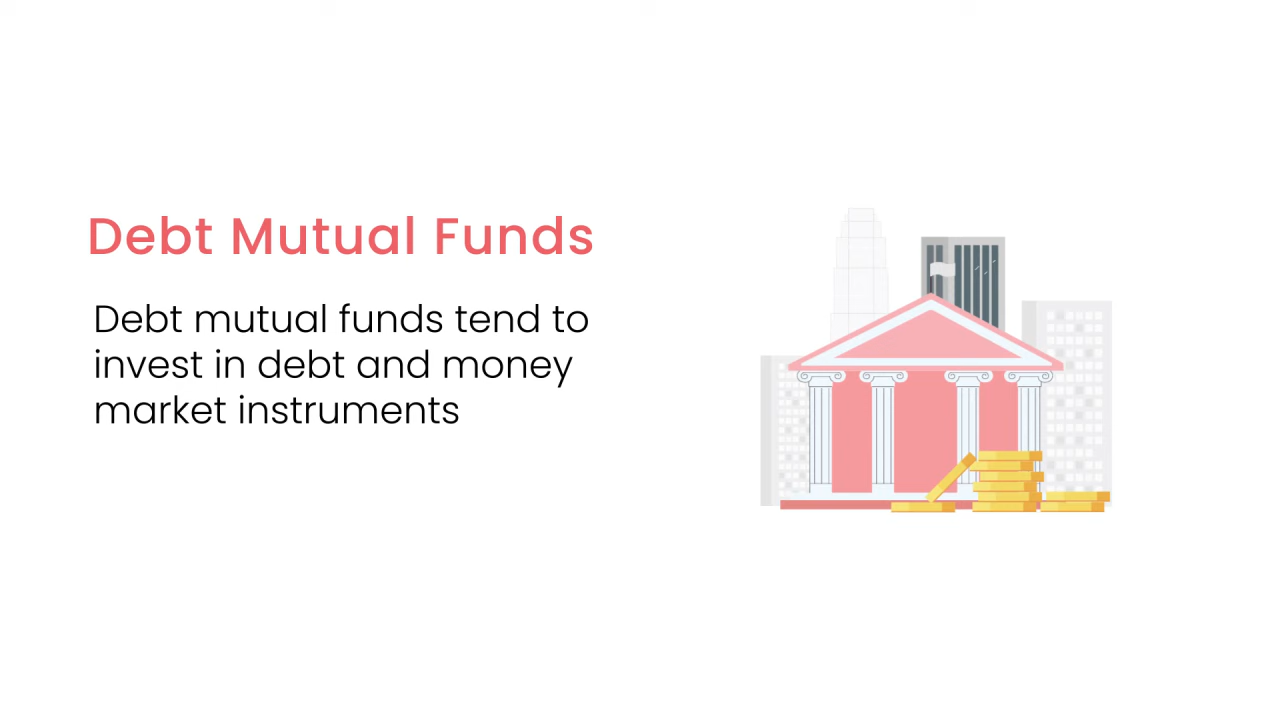 Debt Mutual Funds
Debt mutual funds tend to
invest in debt and money
market instruments